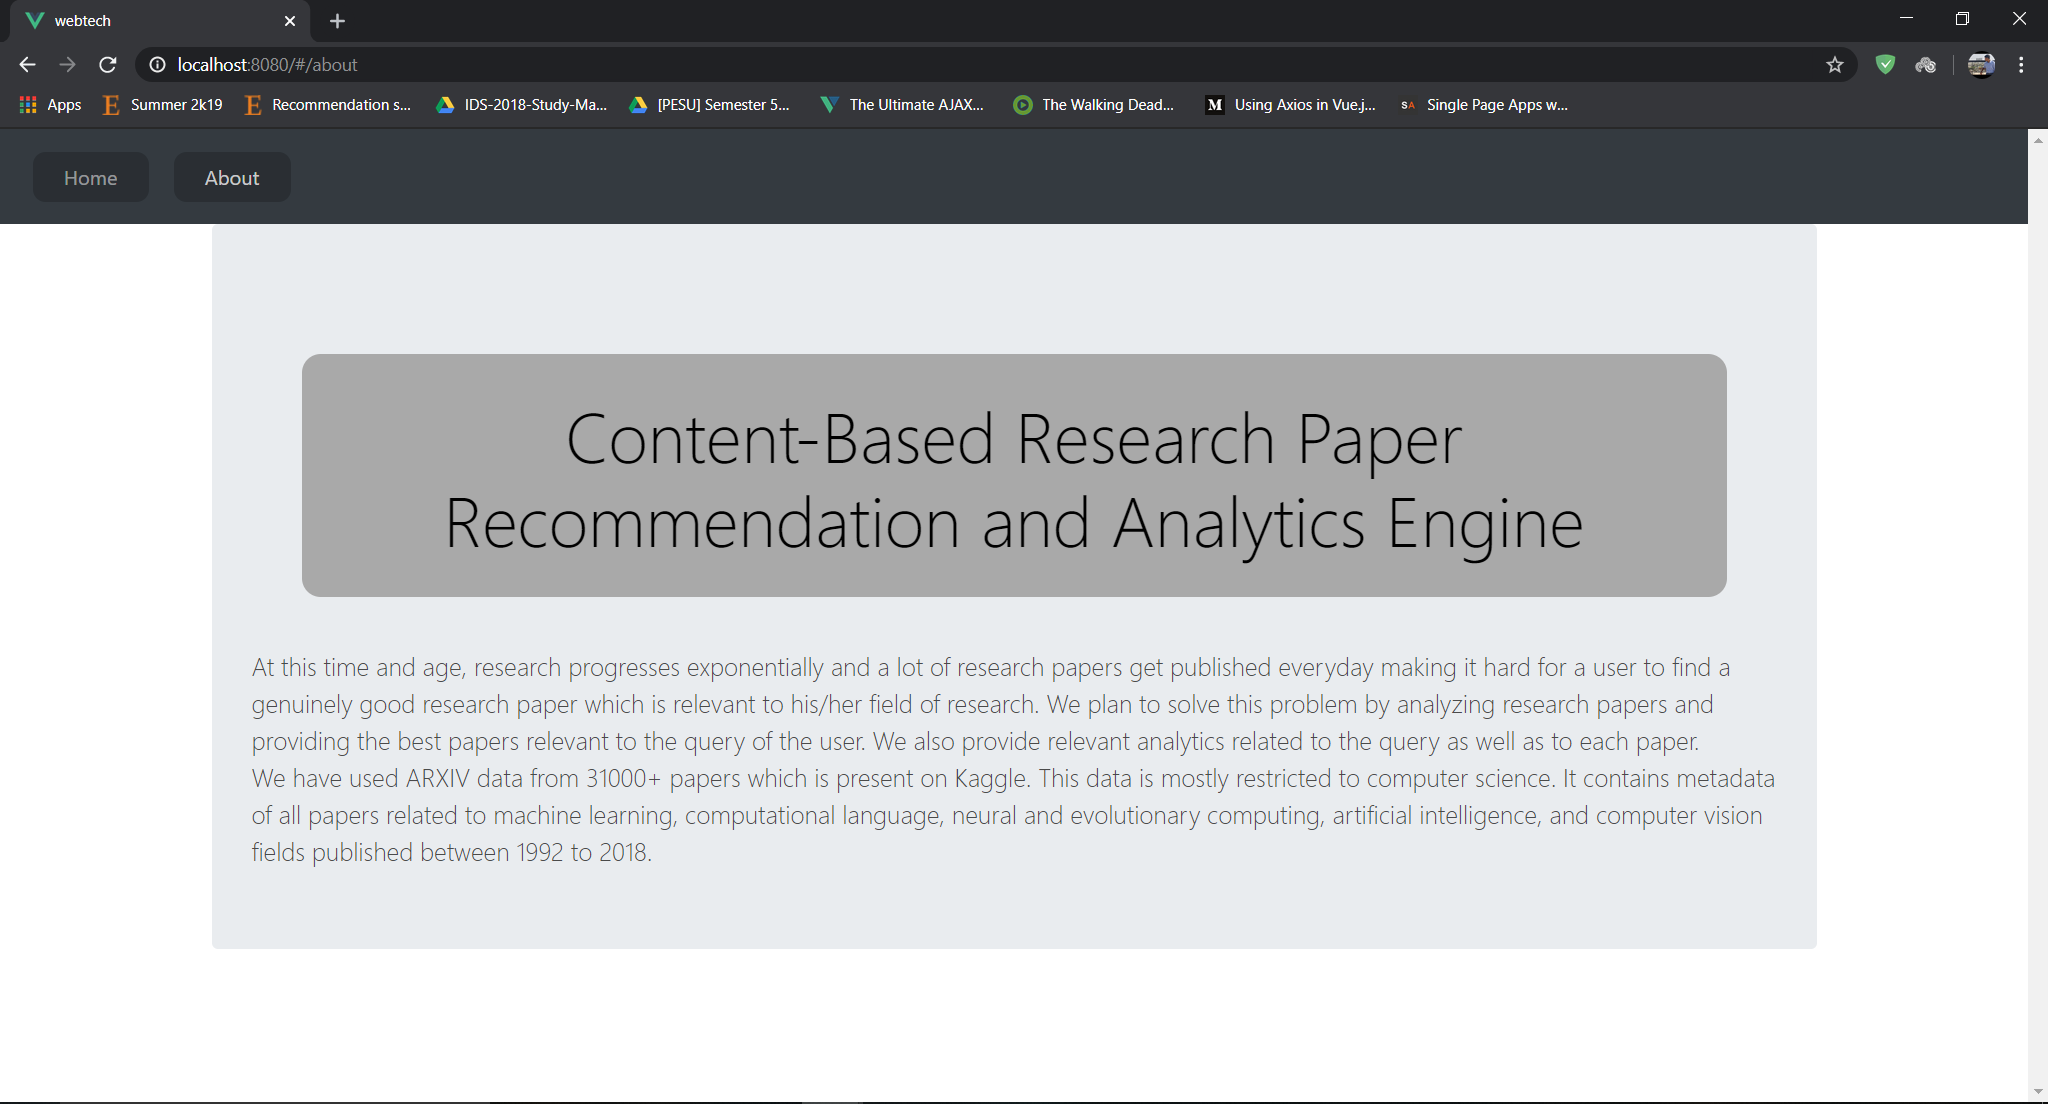 webtech
localhost:8080/#/about
Apps Summer 2k19 Recommendation s... IDS-2018-Study-Ma... [PESU] Semester 5... The Ultimate AJAX... The Walking Dead... M Using Axios in Vue.j... SA Single Page Apps w...
Home About
Content-Based Research Paper
Recommendation and Analytics Engine
At this time and age, research progresses exponentially and a lot of research papers get published everyday making it hard for a user to find a
genuinely good research paper which is relevant to his/her field of research. We plan to solve this problem by analyzing research papers and
providing the best papers relevant to the query of the user. We also provide relevant analytics related to the query as well as to each paper.
We have used ARXIV data from 31000+ papers which is present on Kaggle. This data is mostly restricted to computer science. It contains metadata
of all papers related to machine learning, computational language, neural and evolutionary computing, artificial intelligence, and computer vision
fields published between 1992 to 2018.